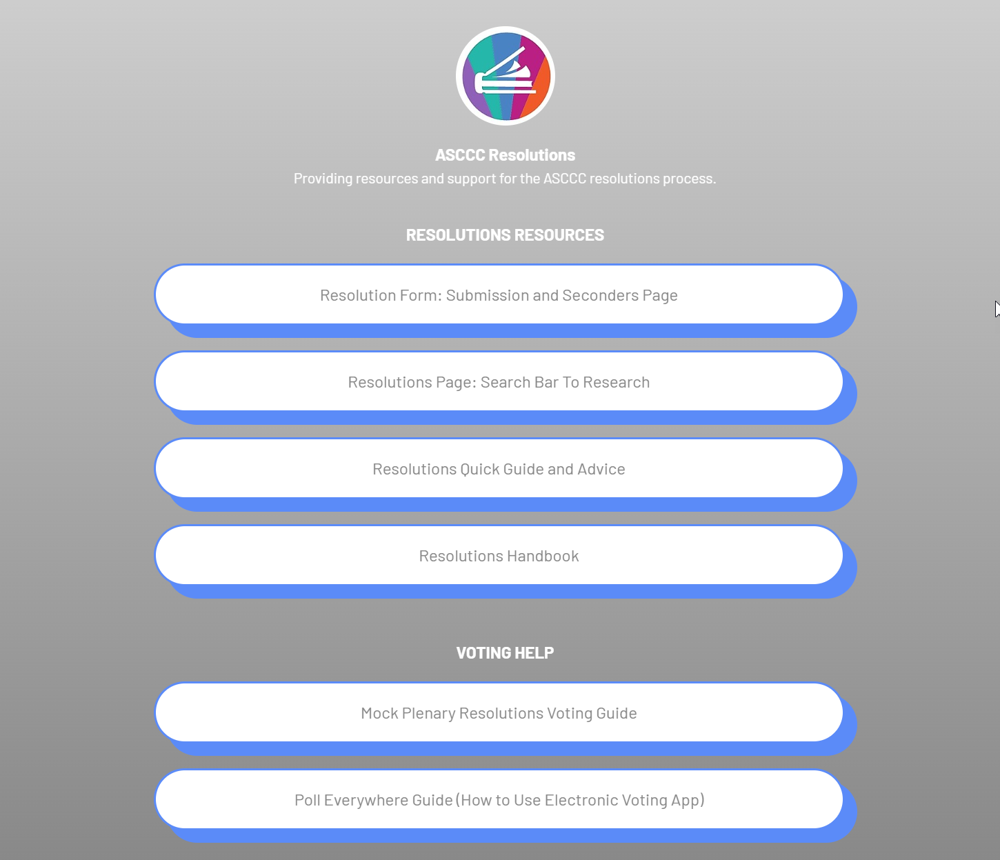 ASCCC Resolutions
Providing resources and support for the ASCCC resolutions process.
RESOLUTIONS RESOURCES
Resolution Form: Submission and Seconders Page
Resolutions Page: Search Bar To Research
Resolutions Quick Guide and Advice
Resolutions Handbook
VOTING HELP
Mock Plenary Resolutions Voting Guide
Poll Everywhere Guide (How to Use Electronic Voting App)